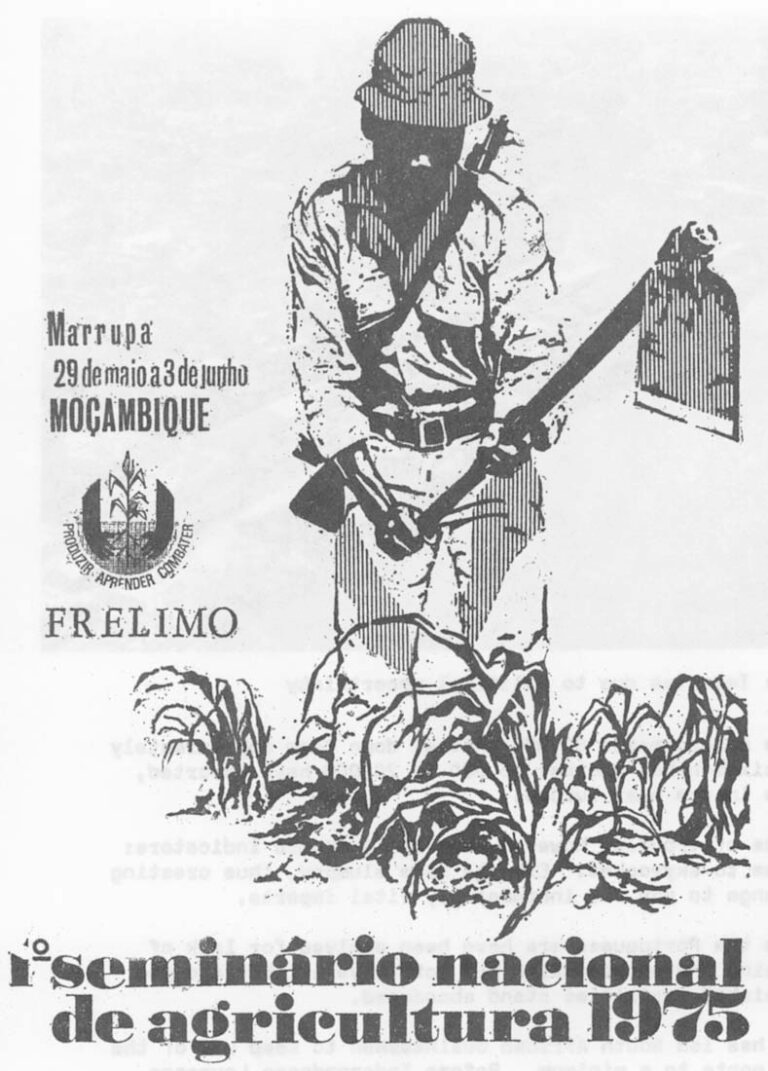 Marrupa
29 de maio a 3 de junho
MOÇAMBIQUE
PRODUZIR APRENDER COMBATER
FRELIMO
1º seminário nacional
de agricultura 1975